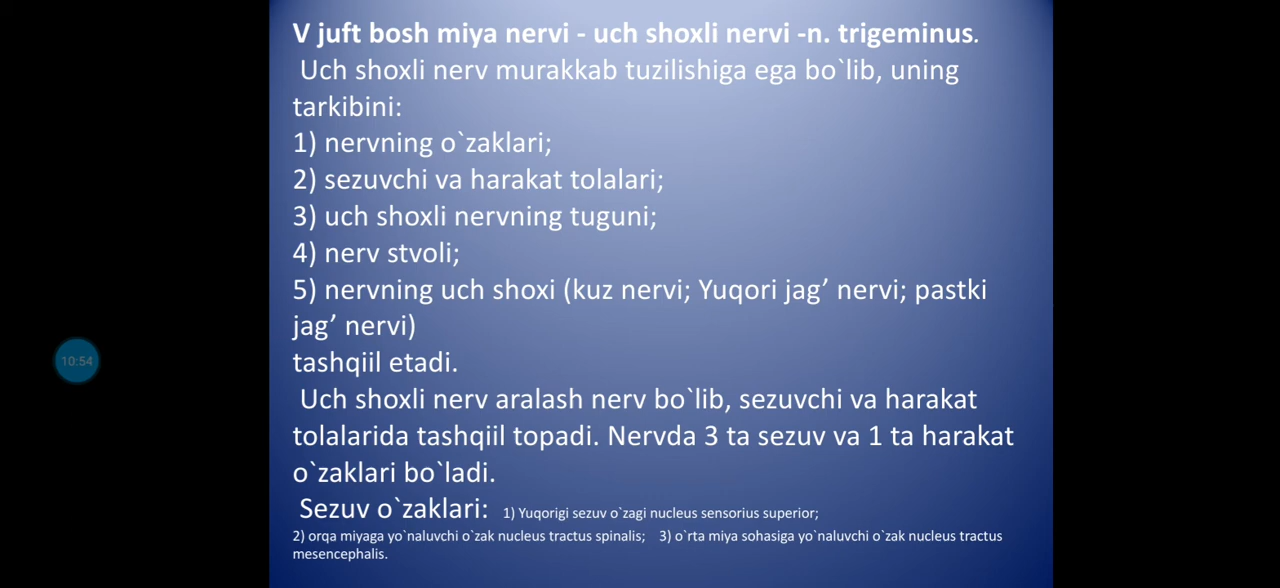 V juft bosh miya nervi - uch shoxli nervi -n. trigeminus.
Uch shoxli nerv murakkab tuzilishiga ega bo`lib, uning
tarkibini:
1) nervning o`zaklari;
2) sezuvchi va harakat tolalari;
3) uch shoxli nervning tuguni;
4) nerv stvoli;
5) nervning uch shoxi (kuz nervi; Yuqori jag’ nervi; pastki
jag’ nervi)
tashqiil etadi.
Uch shoxli nerv aralash nerv bo`lib, sezuvchi va harakat
tolalarida tashqiil topadi. Nervda 3 ta sezuv va 1 ta harakat
o`zaklari bo`ladi.
Sezuv o`zaklari: 1) Yuqorigi sezuv o`zagi nucleus sensorius superior;
2) orqa miyaga yo`naluvchi o`zak nucleus tractus spinalis; 3) o`rta miya sohasiga yo`naluvchi o`zak nucleus tractus
mesencephalis.
10:54